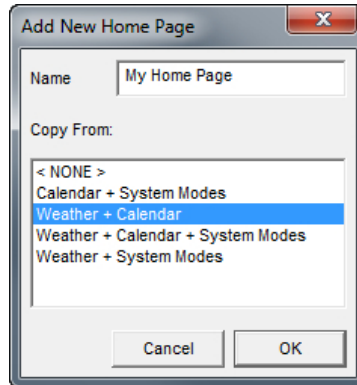 Add New Home Page
Name
My Home Page
Copy From:
< NONE >
Calendar + System Modes
Weather + Calendar
Weather + Calendar + System Modes
Weather + System Modes
Cancel
OK